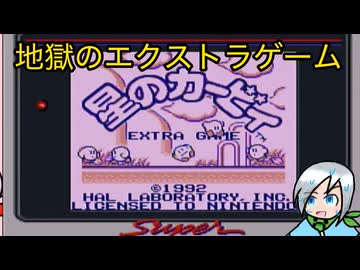 地獄のエクストラゲーム
星のカービィ
EXTRA GAME
©1992
HAL LABORATORY, INC.
LICENSED TO NINTENDO
Super